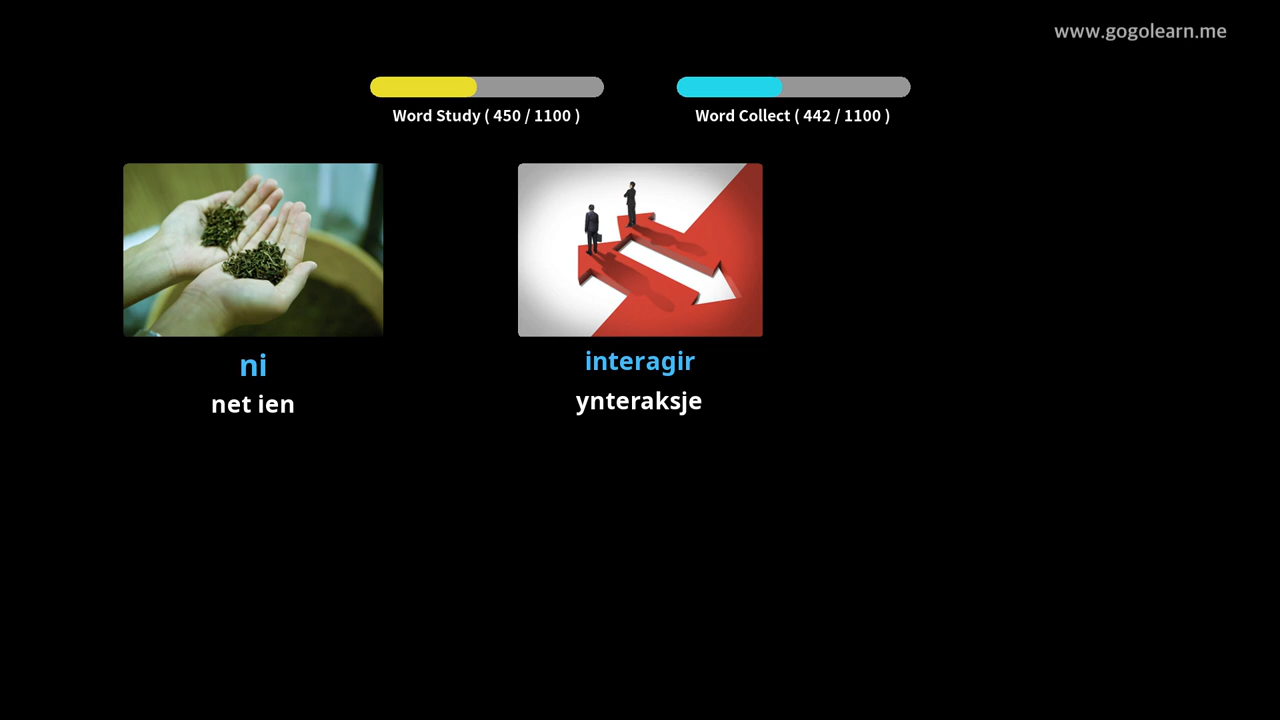 www.gogolearn.me
Word Study ( 450 / 1100 )
Word Collect ( 442 / 1100 )
ni
net ien
interagir
ynteraksje